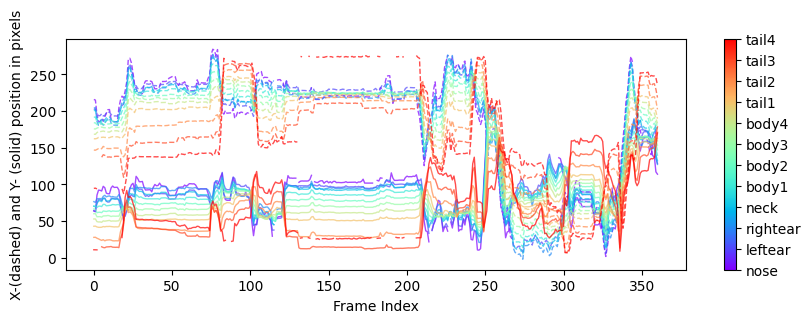 X-(dashed) and Y- (solid) position in pixels
250
200
150
100
50
0
0 50 100 150 200 250 300 350
Frame Index
tail4
tail3
tail2
tail1
body4
body3
body2
body1
neck
rightear
leftear
nose